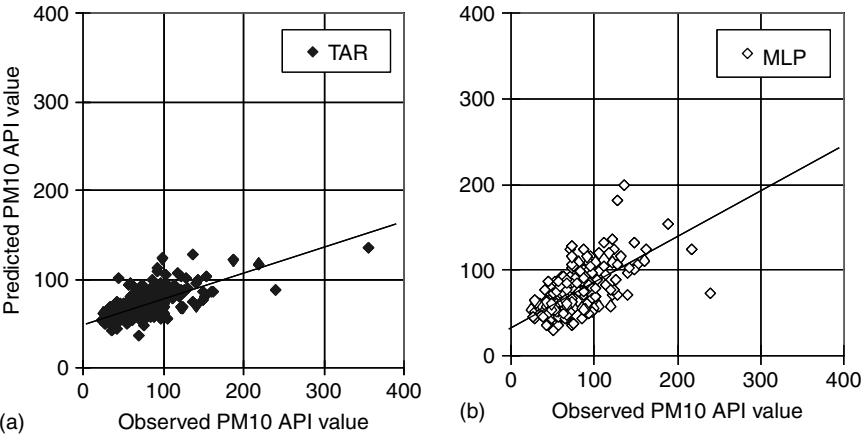 400
300
200
100
0
Predicted PM10 API value
TAR
0 100 200 300 400
Observed PM10 API value
(a)
400
300
200
100
0
MLP
0 100 200 300 400
Observed PM10 API value
(b)